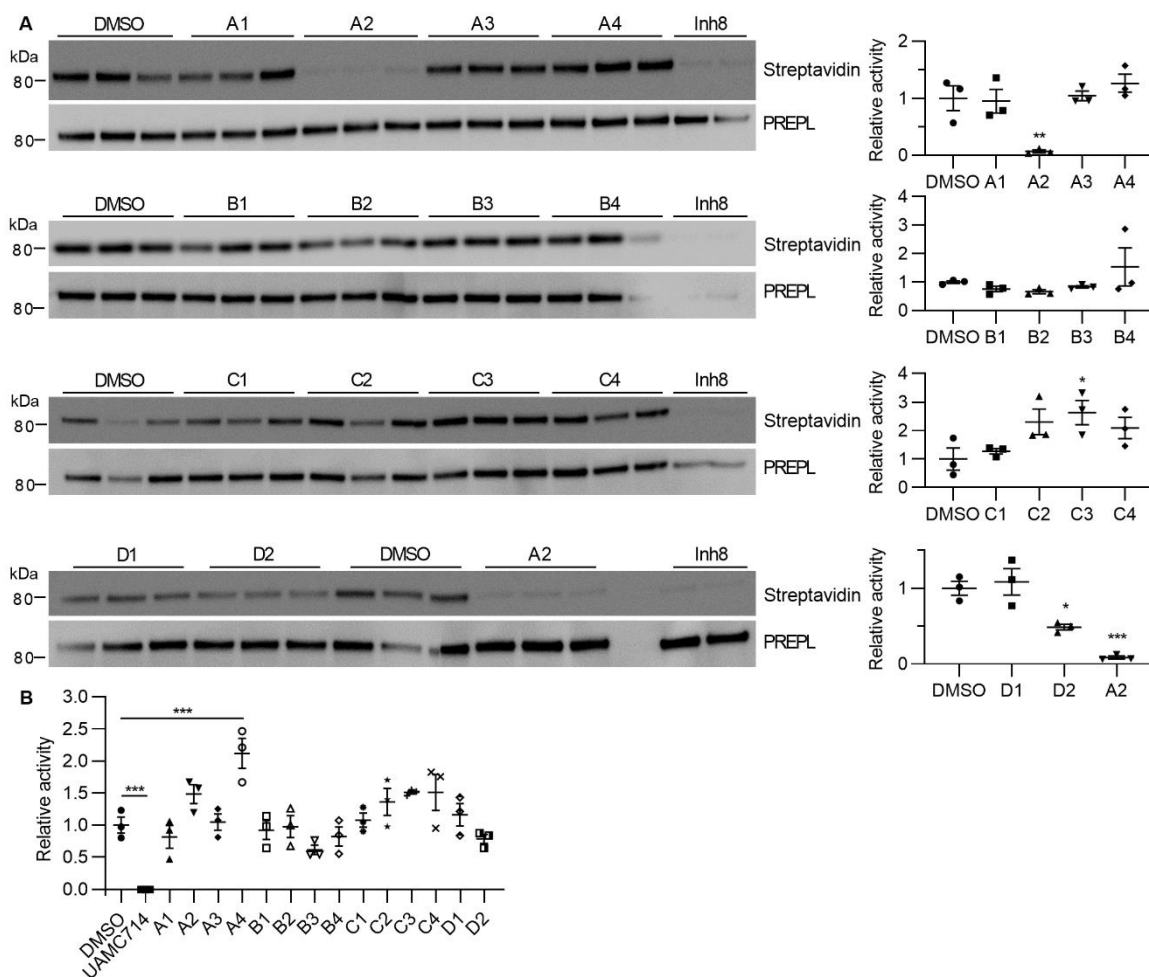 A
DMSO A1 A2 A3 A4 Inh8
kDa
80
Streptavidin
80
PREPL
Relative activity
2
1
0
**
DMSO A1 A2 A3 A4
DMSO B1 B2 B3 B4 Inh8
kDa
80
Streptavidin
80
PREPL
Relative activity
4
3
2
1
0
DMSO B1 B2 B3 B4
DMSO C1 C2 C3 C4 Inh8
kDa
80
Streptavidin
80
PREPL
Relative activity
4
3
2
1
0
*
DMSO C1 C2 C3 C4
D1 D2 DMSO A2 Inh8
kDa
80
Streptavidin
80
PREPL
Relative activity
1
0
*
***
DMSO D1 D2 A2
B
Relative activity
3.0
2.5
2.0
1.5
1.0
0.5
0.0
***
***
DMSO UAMC714 A1 A2 A3 A4 B1 B2 B3 B4 C1 C2 C3 C4 D1 D2